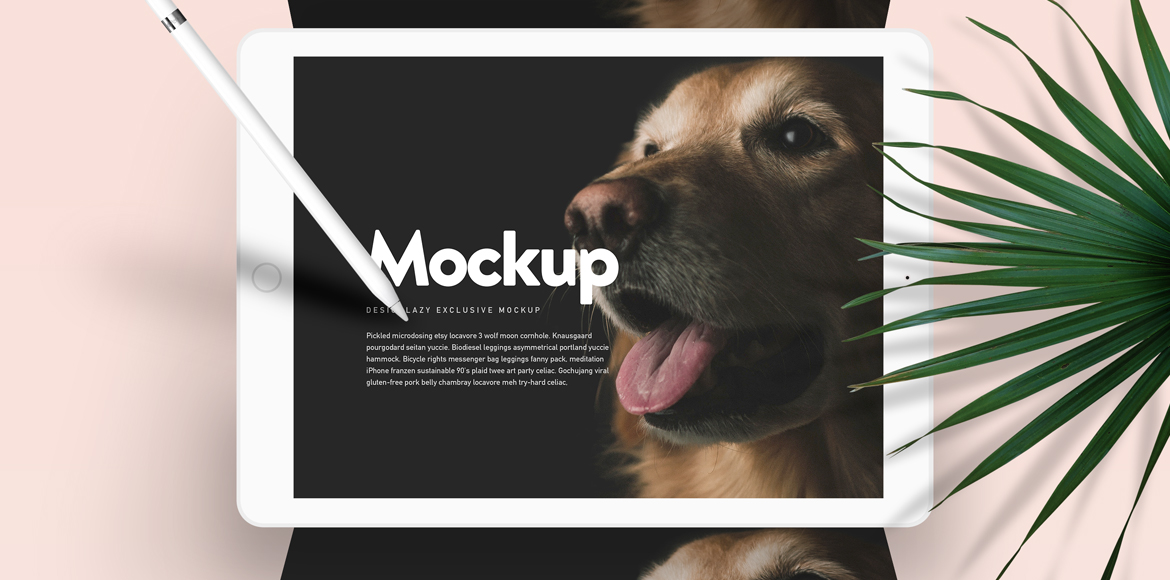 Mockup
LAZY EXCLUSIVE MOCKUP
Pickled microdosing etsy locavore 3 wolf moon cornhole. Knausgaard
pourgodard seitan yuccie. Biodiesel leggings asymmetrical portland yuccie
hammock. Bicycle rights messenger bag leggings fanny pack, meditation
iPhone franzen sustainable 90's plaid twee art party celiac. Gochujang viral
gluten-free pork belly chambray locavore meh try-hard celiac.